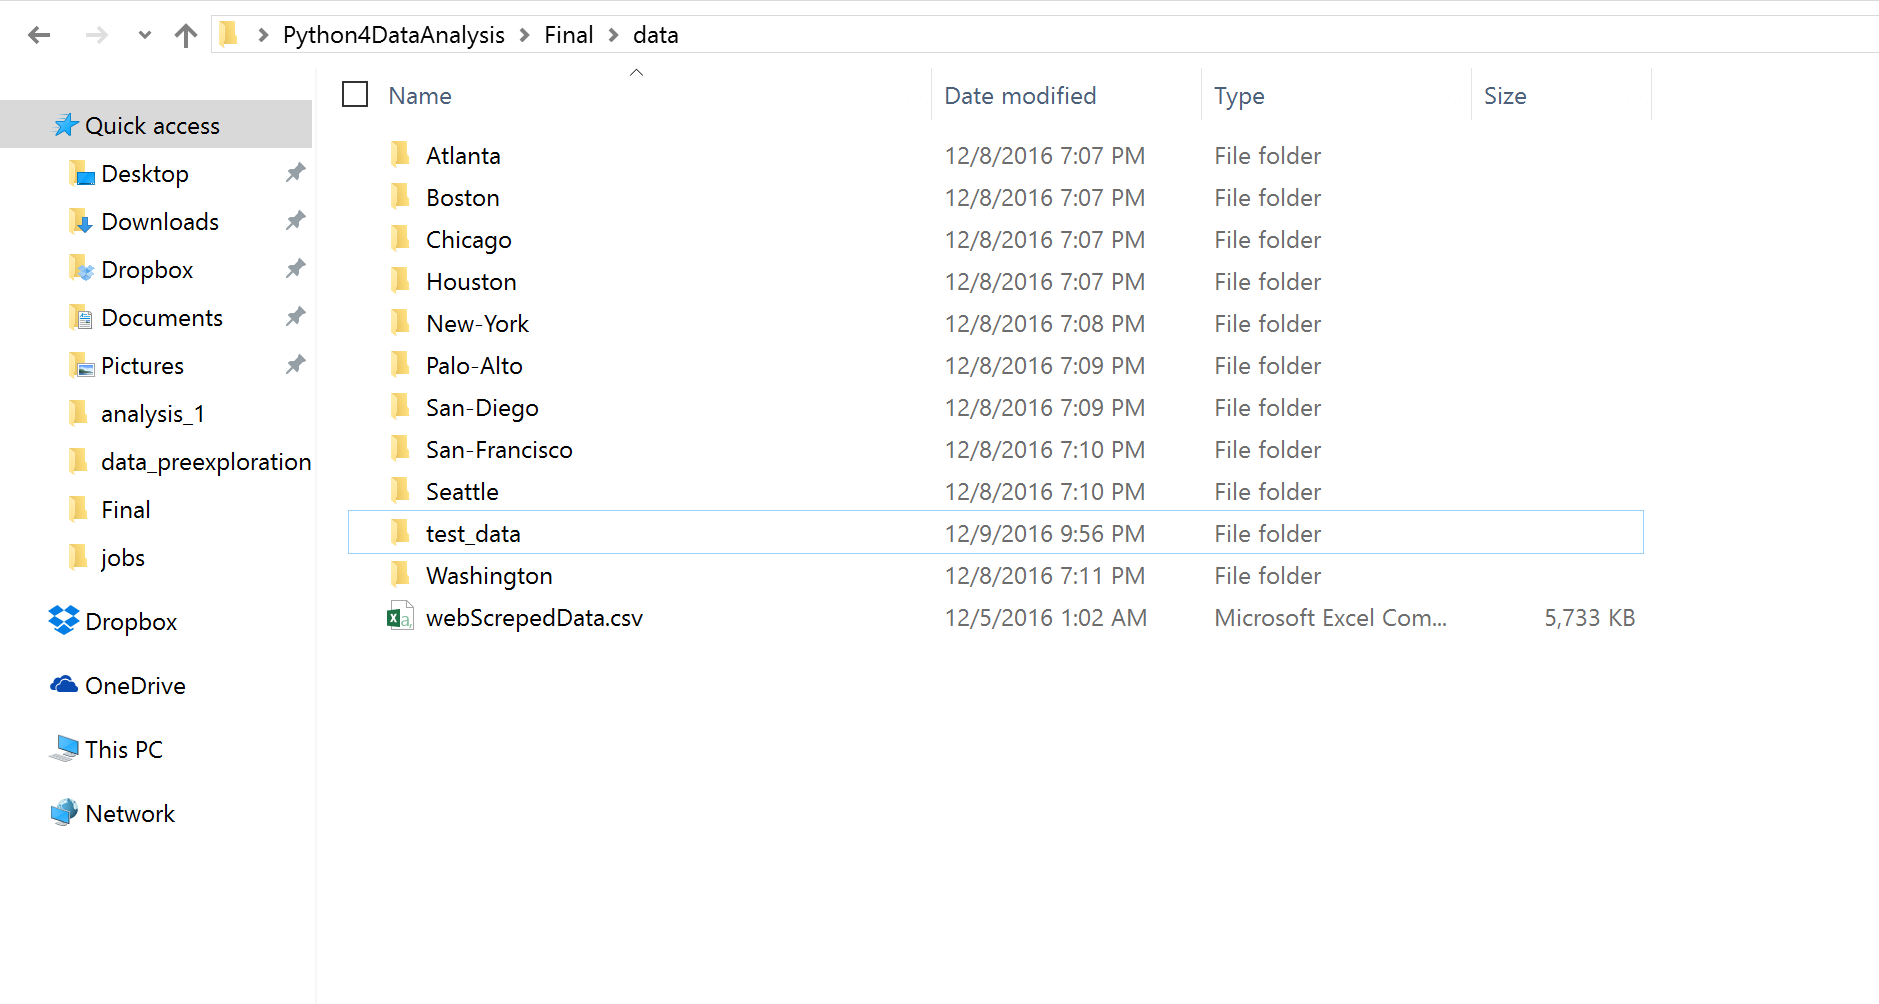 Python4DataAnalysis > Final > data
Name Date modified Type Size
Quick access
Desktop
Downloads
Dropbox
Documents
Pictures
analysis_1
data_preexploration
Final
jobs
Dropbox
OneDrive
This PC
Network
Atlanta 12/8/2016 7:07 PM File folder
Boston 12/8/2016 7:07 PM File folder
Chicago 12/8/2016 7:07 PM File folder
Houston 12/8/2016 7:07 PM File folder
New-York 12/8/2016 7:08 PM File folder
Palo-Alto 12/8/2016 7:09 PM File folder
San-Diego 12/8/2016 7:09 PM File folder
San-Francisco 12/8/2016 7:10 PM File folder
Seattle 12/8/2016 7:10 PM File folder
test_data 12/9/2016 9:56 PM File folder
Washington 12/8/2016 7:11 PM File folder
webScrepedData.csv 12/5/2016 1:02 AM Microsoft Excel Com... 5,733 KB